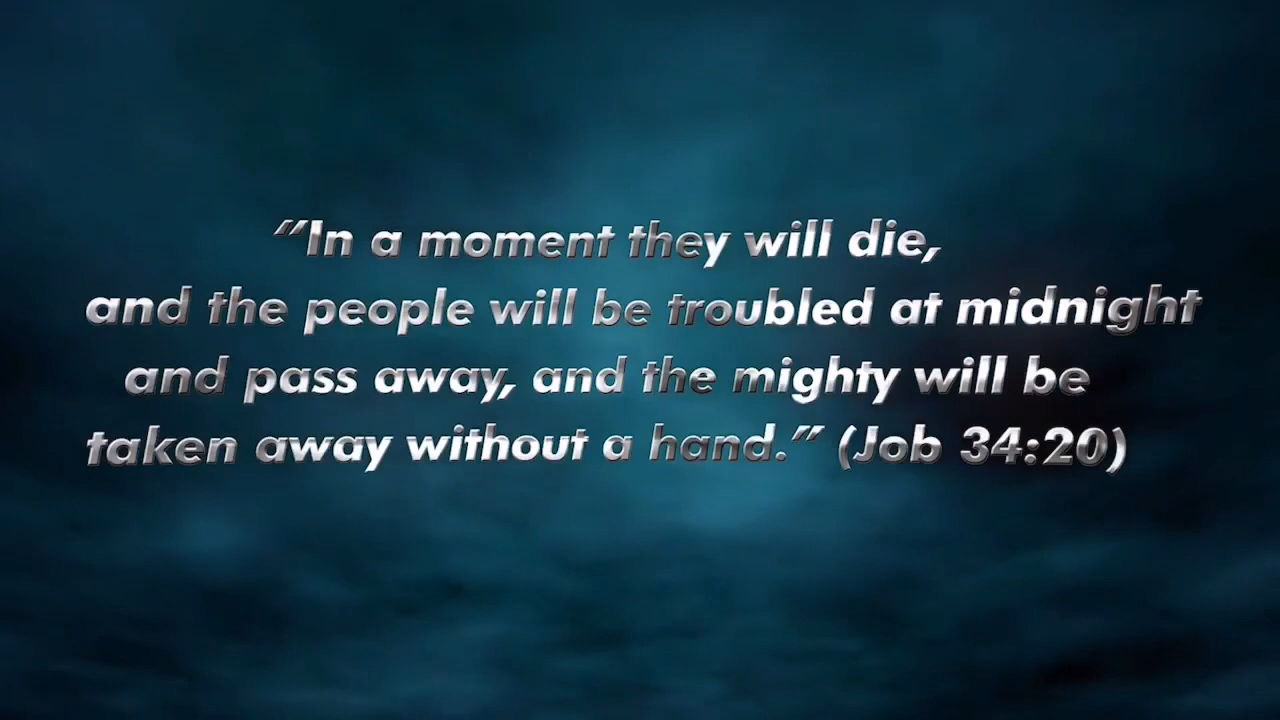 "In a moment they will die,
and the people will be troubled at midnight
and pass away, and the mighty will be
taken away without a hand." (Job 34:20)